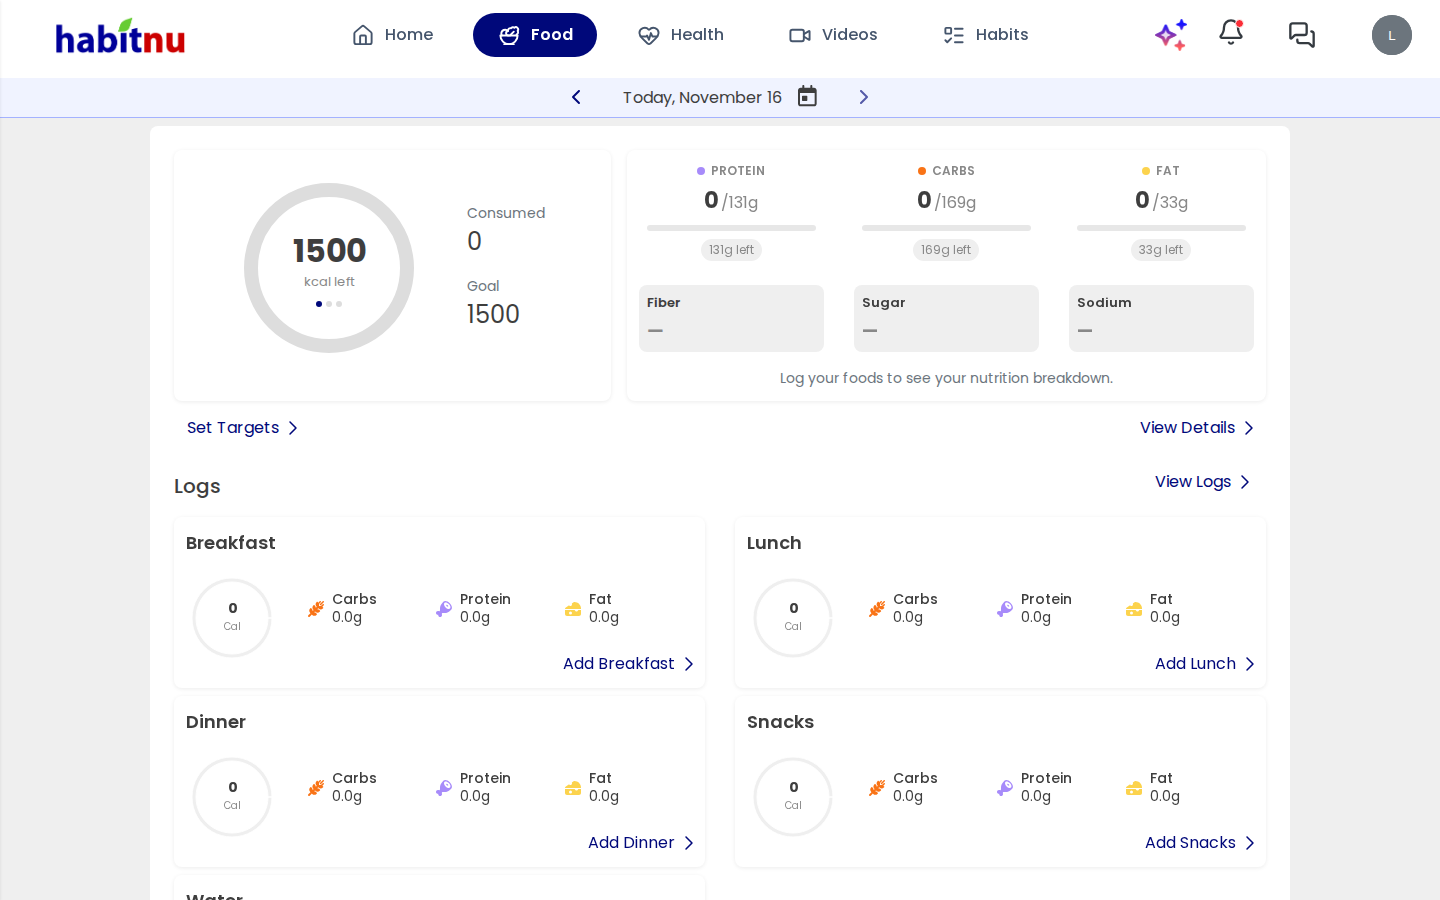 habitnu
Home
Food
Health
Videos
Habits
L
Today, November 16
1500
kcal left
Consumed
0
Goal
1500
PROTEIN
0/131g
131g left
CARBS
0/169g
169g left
FAT
0/33g
33g left
Fiber
—
Sugar
—
Sodium
—
Log your foods to see your nutrition breakdown.
Set Targets
View Details
Logs
View Logs
Breakfast
0
Cal
Carbs
0.0g
Protein
0.0g
Fat
0.0g
Add Breakfast
Lunch
0
Cal
Carbs
0.0g
Protein
0.0g
Fat
0.0g
Add Lunch
Dinner
0
Cal
Carbs
0.0g
Protein
0.0g
Fat
0.0g
Add Dinner
Snacks
0
Cal
Carbs
0.0g
Protein
0.0g
Fat
0.0g
Add Snacks
Water